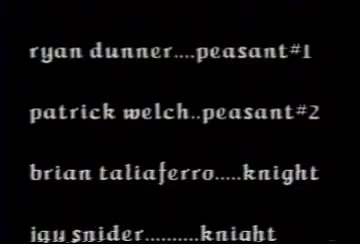 ryan dunner....peasant#1
patrick welch..peasant#2
brian taliaferro.....knight
jay snider..........knight